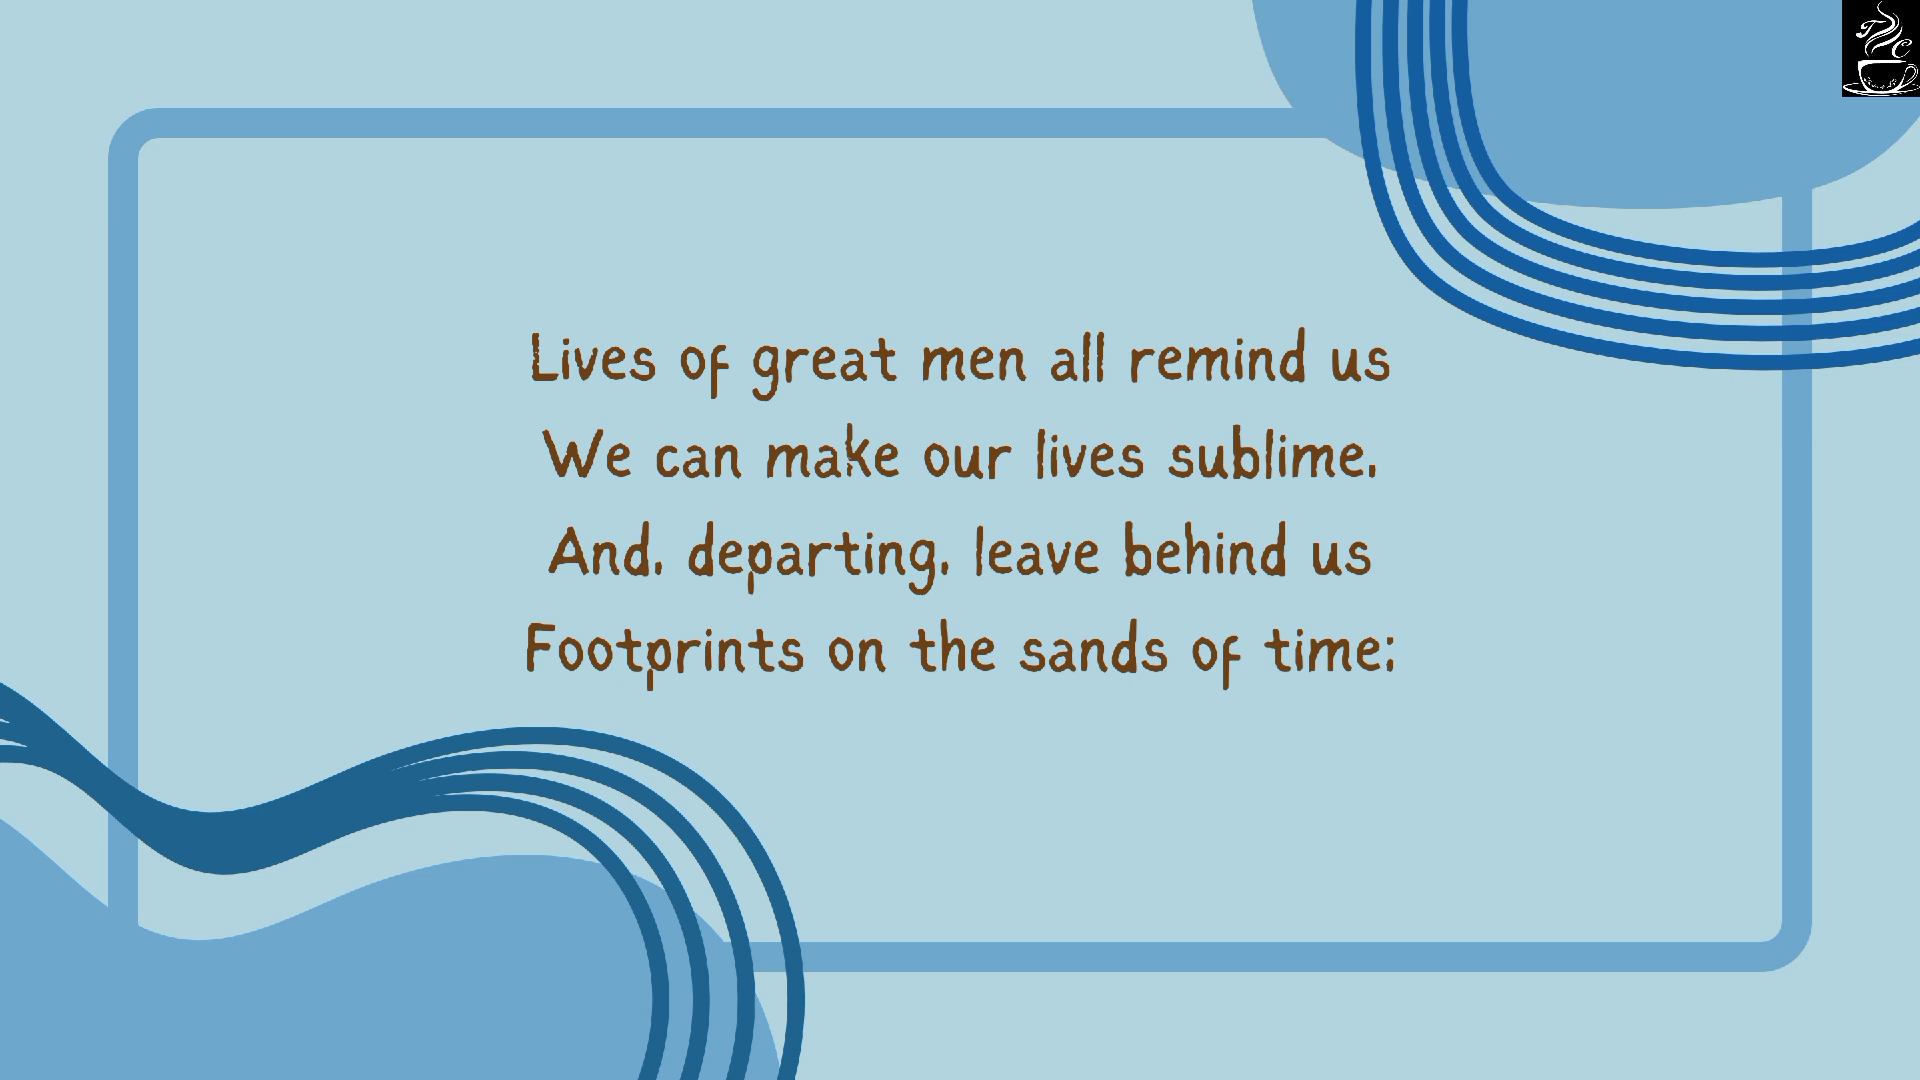 Lives of great men all remind us
We can make our lives sublime,
And, departing, leave behind us
Footprints on the sands of time;
T C